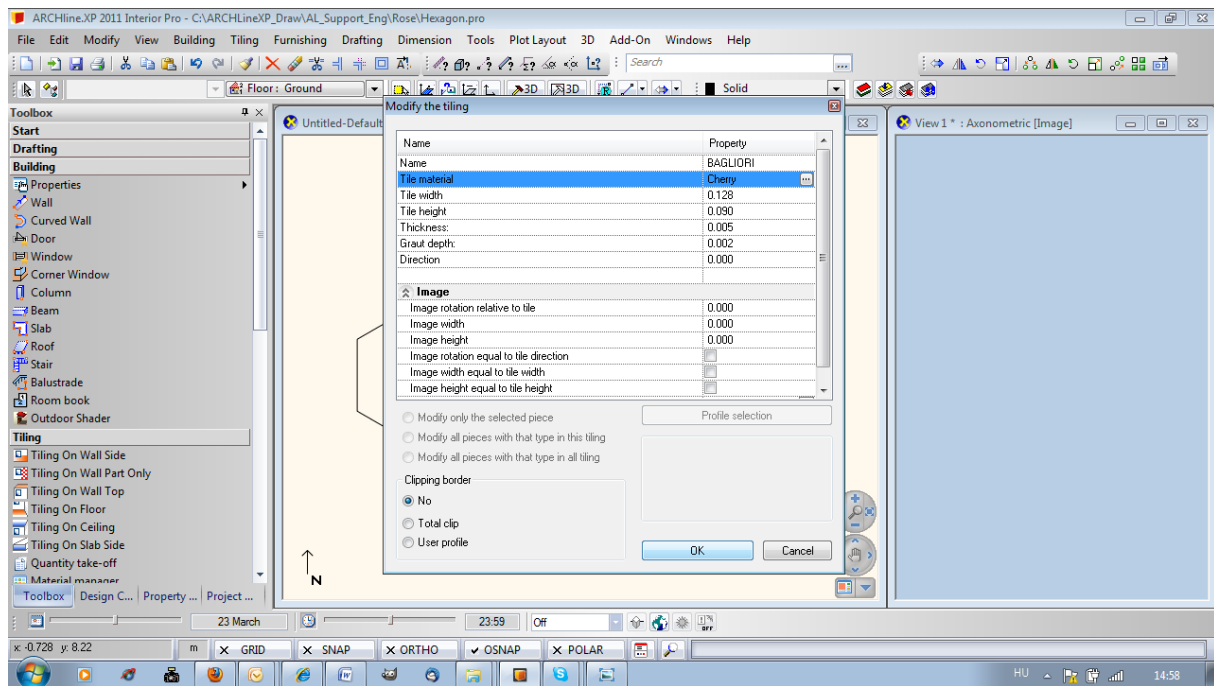 ARCHline.XP 2011 Interior Pro - C:\ARCHLineXP_Draw\AL_Support_Eng\Rose\Hexagon.pro
File Edit Modify View Building Tiling Furnishing Drafting Dimension Tools Plot Layout 3D Add-On Windows Help
Search
Floor: Ground
3D 3D
Solid
Toolbox
Start
Drafting
Building
Properties
Wall
Curved Wall
Door
Window
Corner Window
Column
Beam
Slab
Roof
Stair
Balustrade
Room book
Outdoor Shader
Tiling
Tiling On Wall Side
Tiling On Wall Part Only
Tiling On Wall Top
Tiling On Floor
Tiling On Ceiling
Tiling On Slab Side
Quantity take-off
Material manager
Toolbox Design C... Property ... Project ...
Untitled-Default
N
Modify the tiling
Name Property
Name BAGLIORI
Tile material Cherry ...
Tile width 0.128
Tile height 0.090
Thickness: 0.005
Graut depth: 0.002
Direction 0.000
Image
Image rotation relative to tile 0.000
Image width 0.000
Image height 0.000
Image rotation equal to tile direction
Image width equal to tile width
Image height equal to tile height
Modify only the selected piece
Modify all pieces with that type in this tiling
Modify all pieces with that type in all tiling
Profile selection
Clipping border
No
Total clip
User profile
OK Cancel
View 1 * : Axonometric [Image]
23 March 23:59 Off
x: -0.728 y: 8.22 m X GRID X SNAP X ORTHO OSNAP X POLAR
HU 14:58